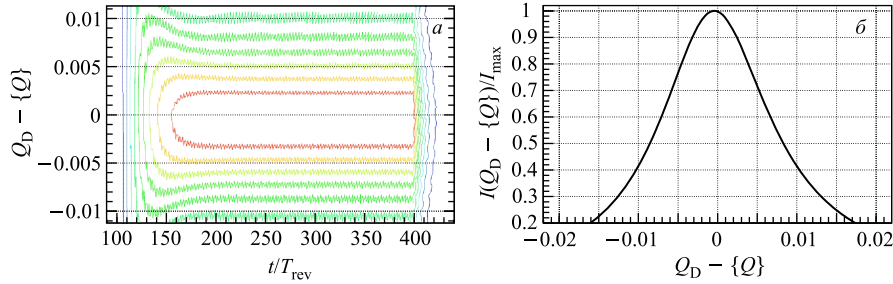 0.01
0.005
0
−0.005
−0.01
Q_D − {Q}
а
100 150 200 250 300 350 400
t/T_rev
1
0.9
0.8
0.7
0.6
0.5
0.4
0.3
0.2
I(Q_D − {Q})/I_max
б
−0.02 −0.01 0 0.01 0.02
Q_D − {Q}